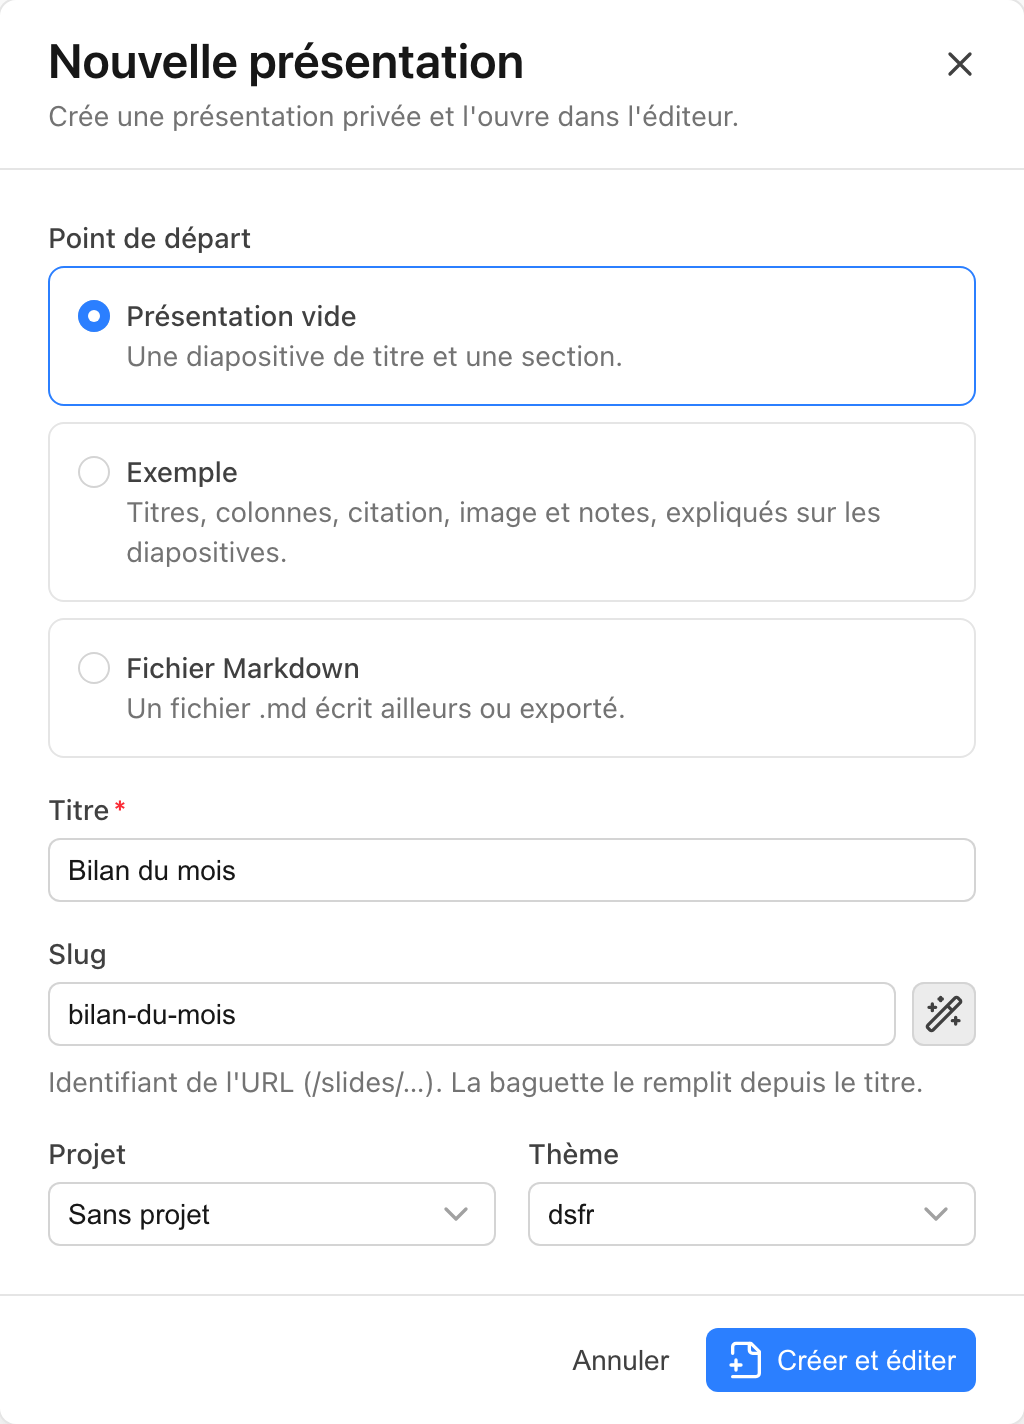 Nouvelle présentation
Crée une présentation privée et l'ouvre dans l'éditeur.
Point de départ
Présentation vide
Une diapositive de titre et une section.
Exemple
Titres, colonnes, citation, image et notes, expliqués sur les
diapositives.
Fichier Markdown
Un fichier .md écrit ailleurs ou exporté.
Titre *
Bilan du mois
Slug
bilan-du-mois
Identifiant de l'URL (/slides/…). La baguette le remplit depuis le titre.
Projet
Thème
Sans projet
dsfr
Annuler
Créer et éditer